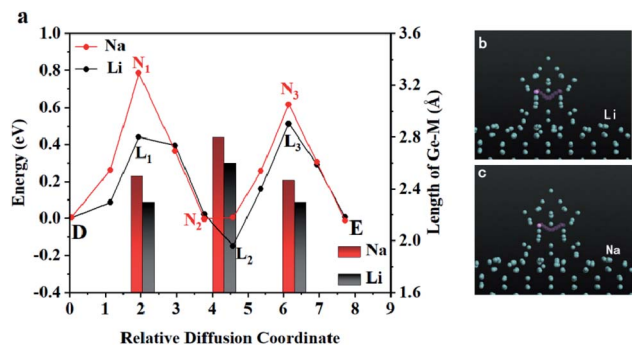 a
Na
Li
N1
N2
N3
L1
L2
L3
D
E
Na
Li
Energy (eV)
0.0
0.2
0.4
0.6
0.8
1.0
-0.2
-0.4
Length of Ge-M (Å)
3.6
3.2
2.8
2.4
2.0
1.6
0
1
2
3
4
5
6
7
8
9
Relative Diffusion Coordinate
b
Li
c
Na